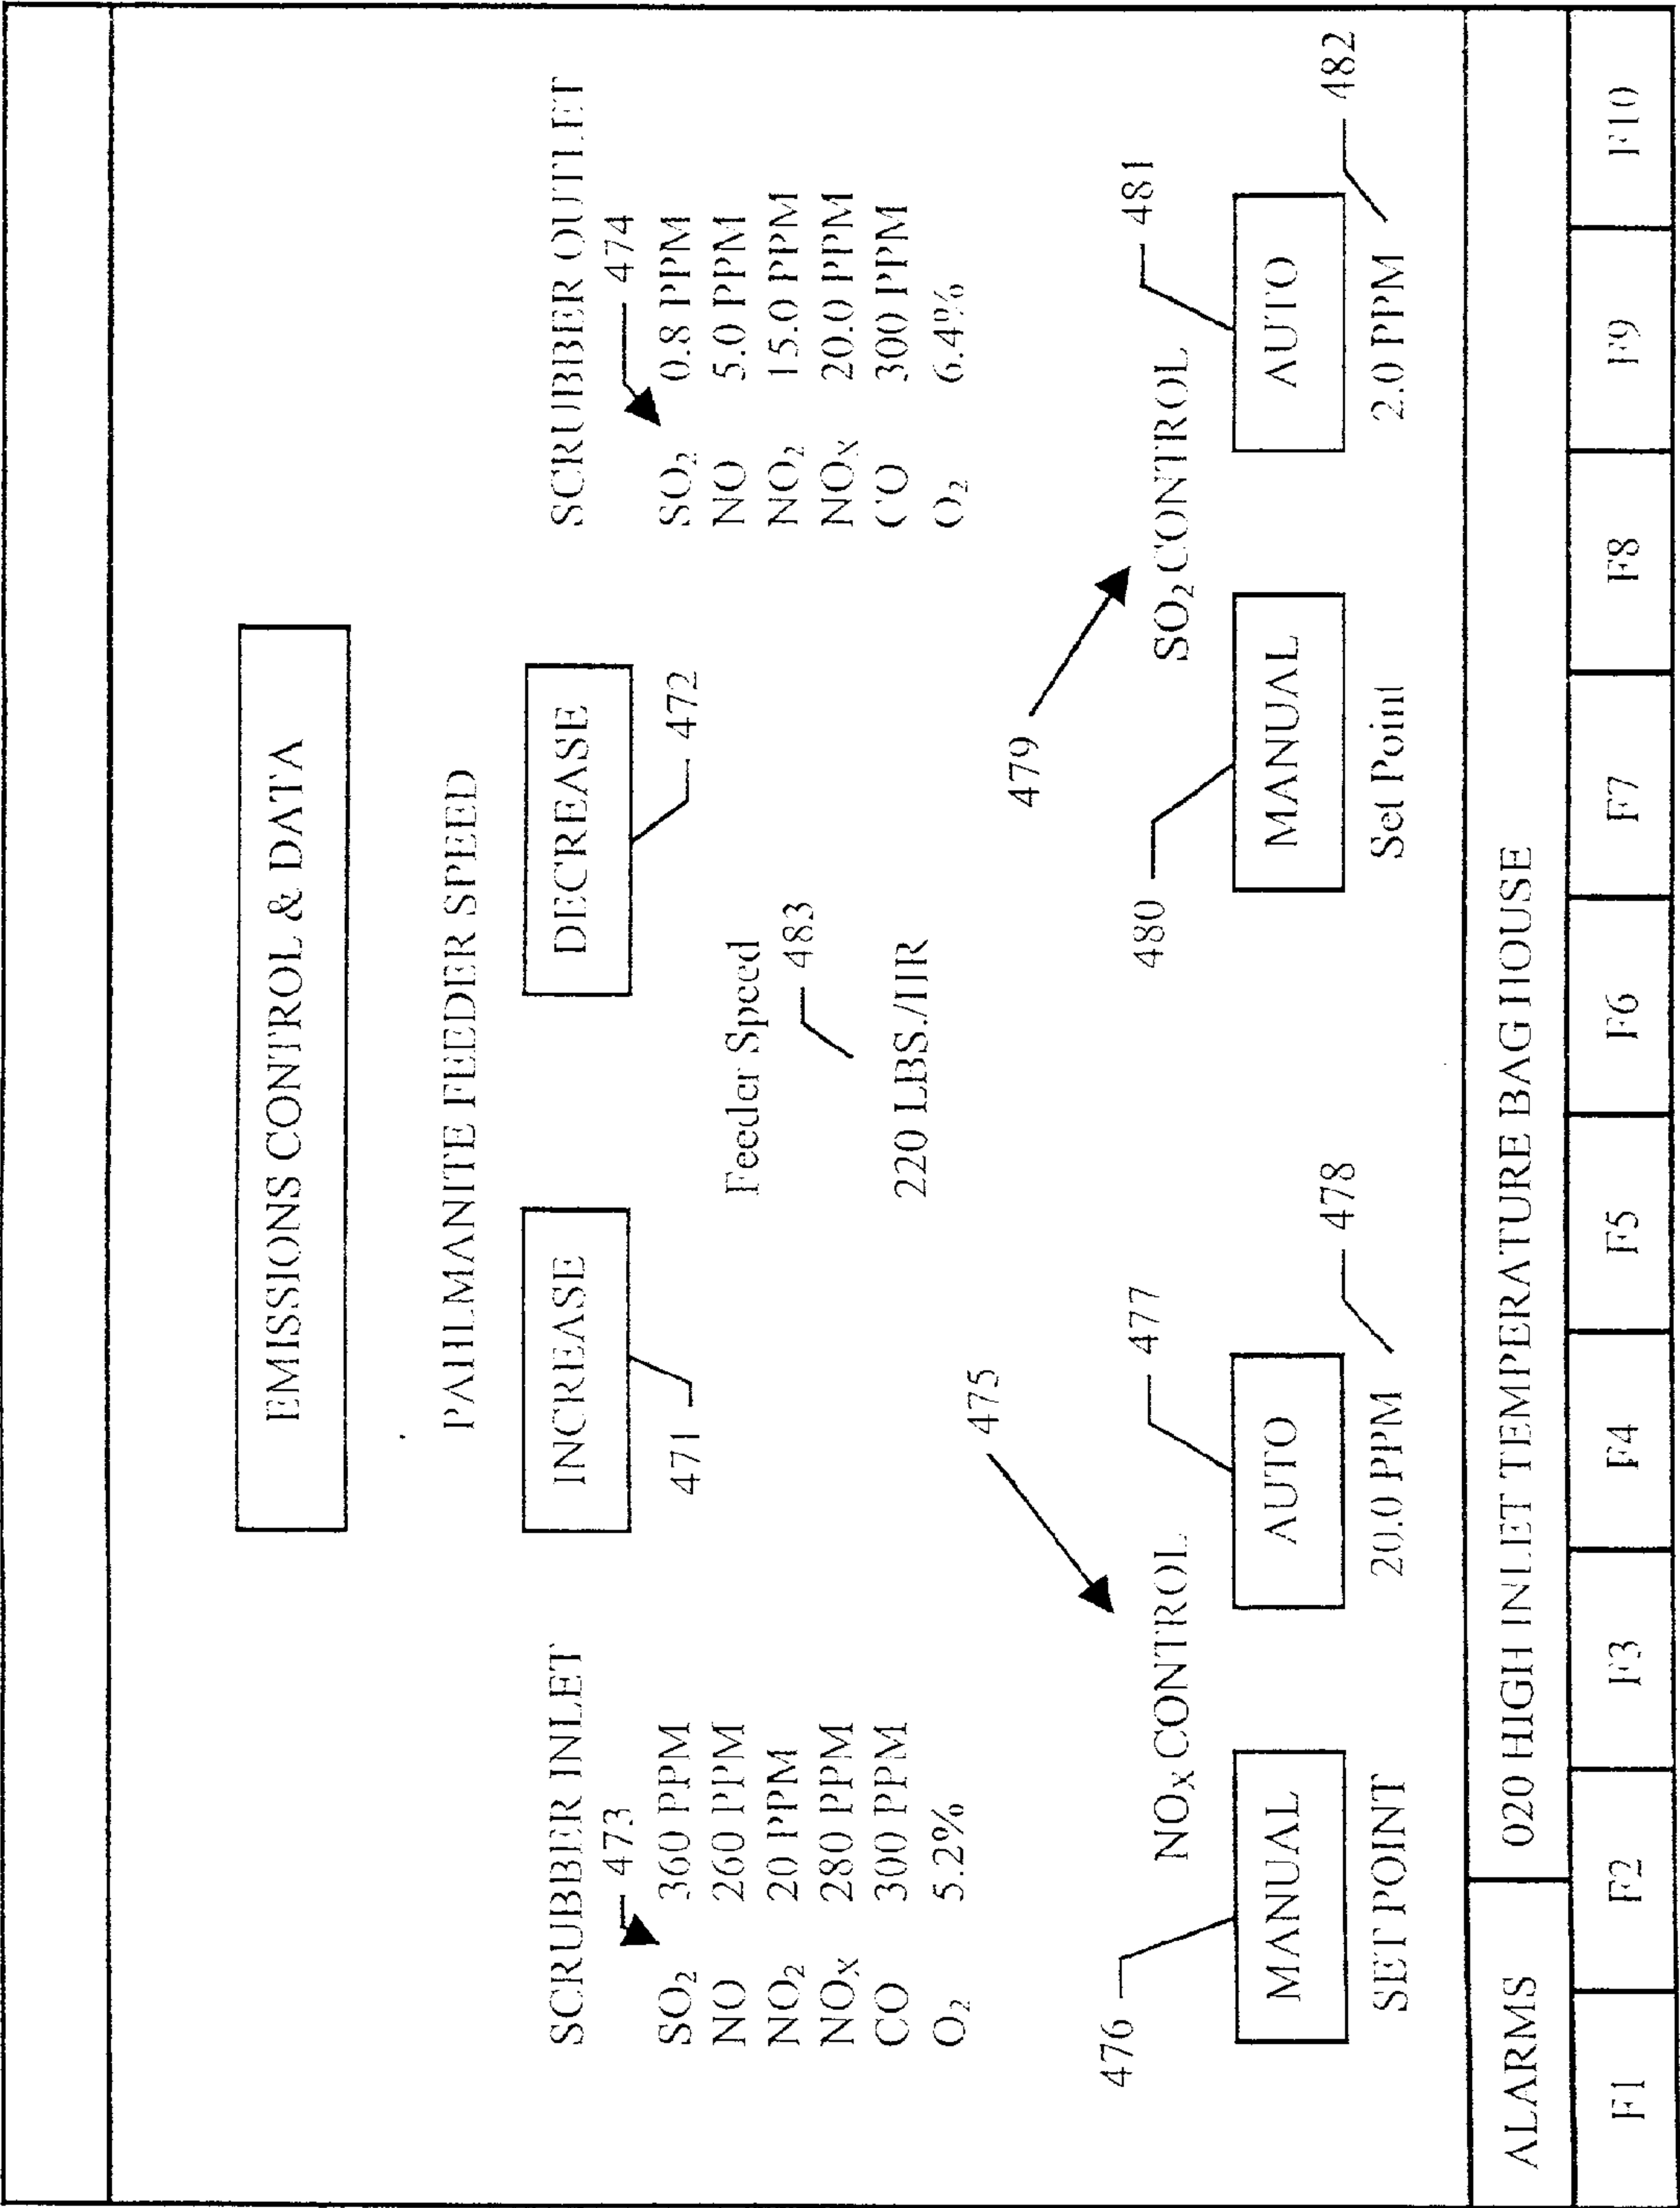 EMISSIONS CONTROL & DATA
PAHLMANITE FEEDER SPEED
INCREASE
DECREASE
471
472
Feeder Speed
483
220 LBS./HR
SCRUBBER INLET
473
SO₂ 360 PPM
NO 260 PPM
NO₂ 20 PPM
NOX 280 PPM
CO 300 PPM
O₂ 5.2%
SCRUBBER OUTLET
474
SO₂ 0.8 PPM
NO 5.0 PPM
NO₂ 15.0 PPM
NOX 20.0 PPM
CO 300 PPM
O₂ 6.4%
475
NOX CONTROL
476
477
MANUAL
AUTO
478
SET POINT 20.0 PPM
479
SO₂ CONTROL
480
481
MANUAL
AUTO
482
Set Point 2.0 PPM
ALARMS 020 HIGH INLET TEMPERATURE BAG HOUSE
F1 F2 F3 F4 F5 F6 F7 F8 F9 F10